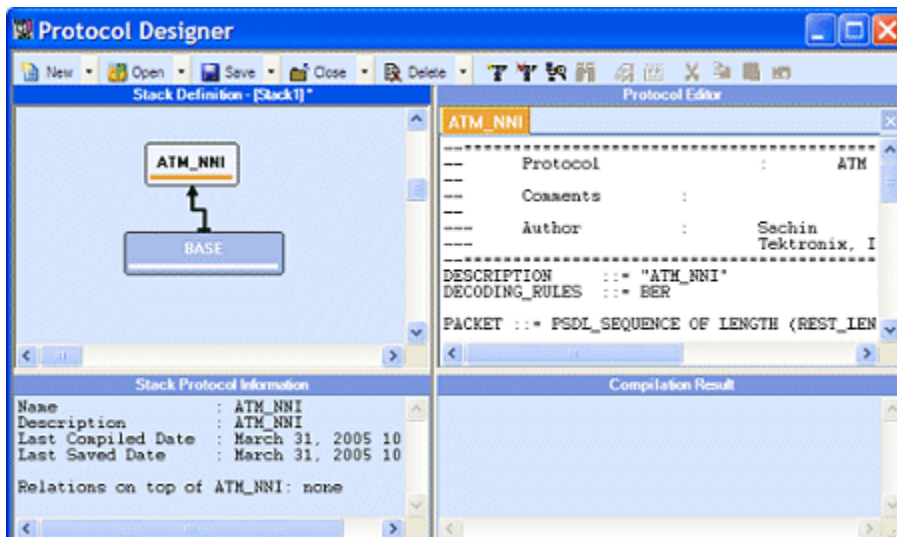 Protocol Designer
New Open Save Close Delete
Stack Definition - [Stack1] *
ATM_NNI
BASE
Protocol Editor
ATM_NNI
--*********************************************
-- Protocol : ATM
--
-- Comments :
--
--- Author : Sachin
--- Tektronix, I
--*********************************************
DESCRIPTION ::= "ATM_NNI"
DECODING_RULES ::= BER
PACKET ::= PSDL_SEQUENCE OF LENGTH (REST_LEN
Stack Protocol Information
Name : ATM_NNI
Description : ATM_NNI
Last Compiled Date : March 31, 2005 10
Last Saved Date : March 31, 2005 10
Relations on top of ATM_NNI: none
Compilation Result